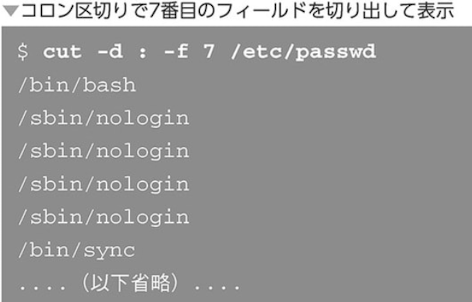 ▼コロン区切りで7番目のフィールドを切り出して表示
$ cut -d : -f 7 /etc/passwd
/bin/bash
/sbin/nologin
/sbin/nologin
/sbin/nologin
/sbin/nologin
/bin/sync
....（以下省略）....